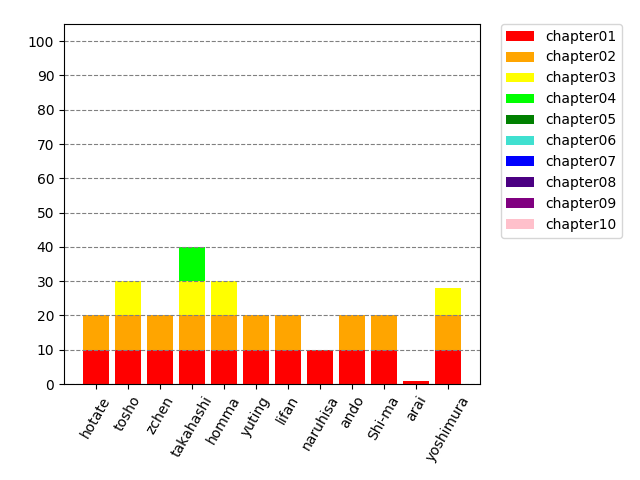 100
90
80
70
60
50
40
30
20
10
0
hotate
tosho
zchen
takahashi
homma
yuting
lifan
naruhisa
ando
Shi-ma
arai
yoshimura
chapter01
chapter02
chapter03
chapter04
chapter05
chapter06
chapter07
chapter08
chapter09
chapter10